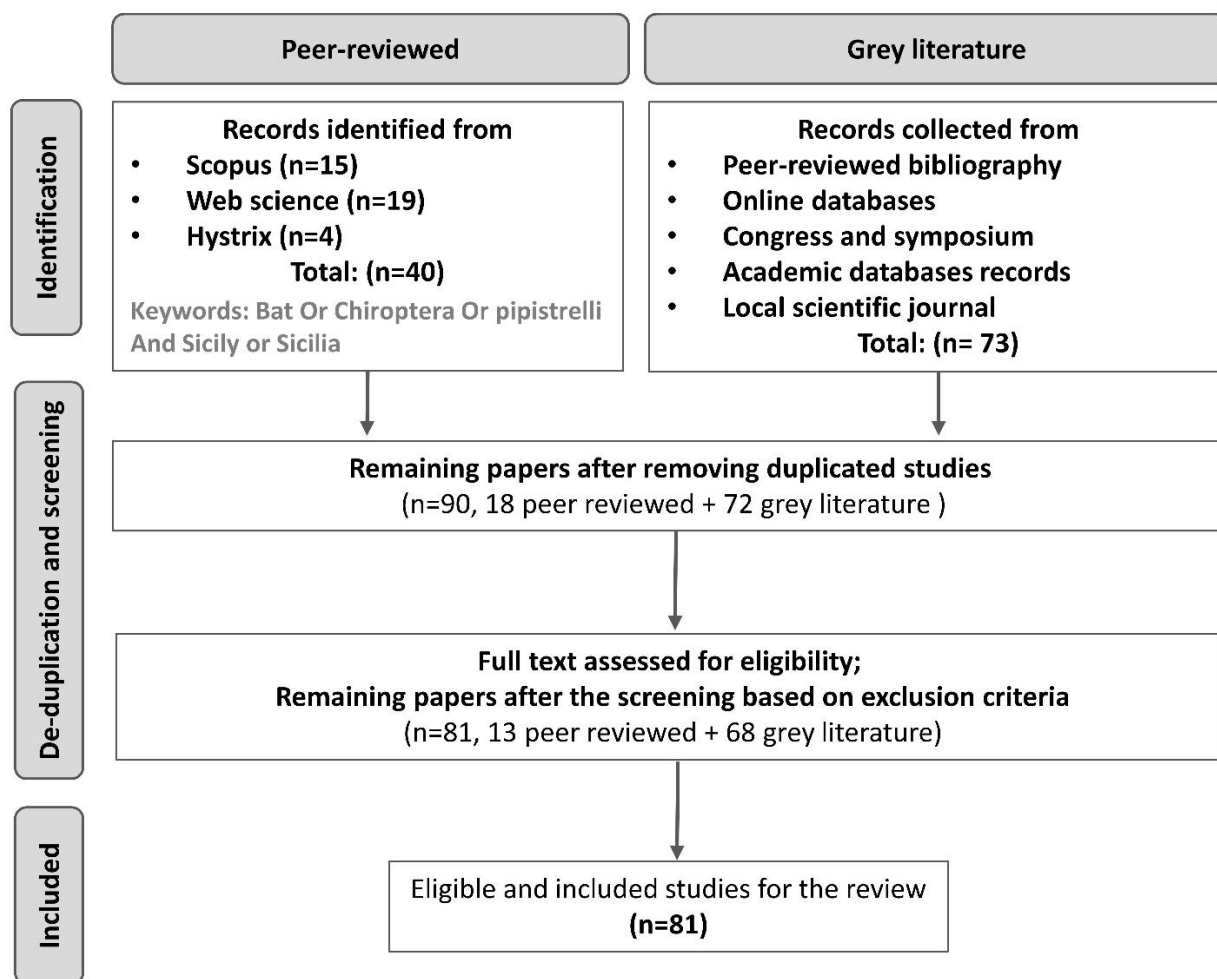 Peer-reviewed
Grey literature
Identification
Records identified from
• Scopus (n=15)
• Web science (n=19)
• Hystrix (n=4)
Total: (n=40)
Keywords: Bat Or Chiroptera Or pipistrelli
And Sicily or Sicilia
Records collected from
• Peer-reviewed bibliography
• Online databases
• Congress and symposium
• Academic databases records
• Local scientific journal
Total: (n= 73)
De-duplication and screening
Remaining papers after removing duplicated studies
(n=90, 18 peer reviewed + 72 grey literature )
Full text assessed for eligibility;
Remaining papers after the screening based on exclusion criteria
(n=81, 13 peer reviewed + 68 grey literature)
Included
Eligible and included studies for the review
(n=81)